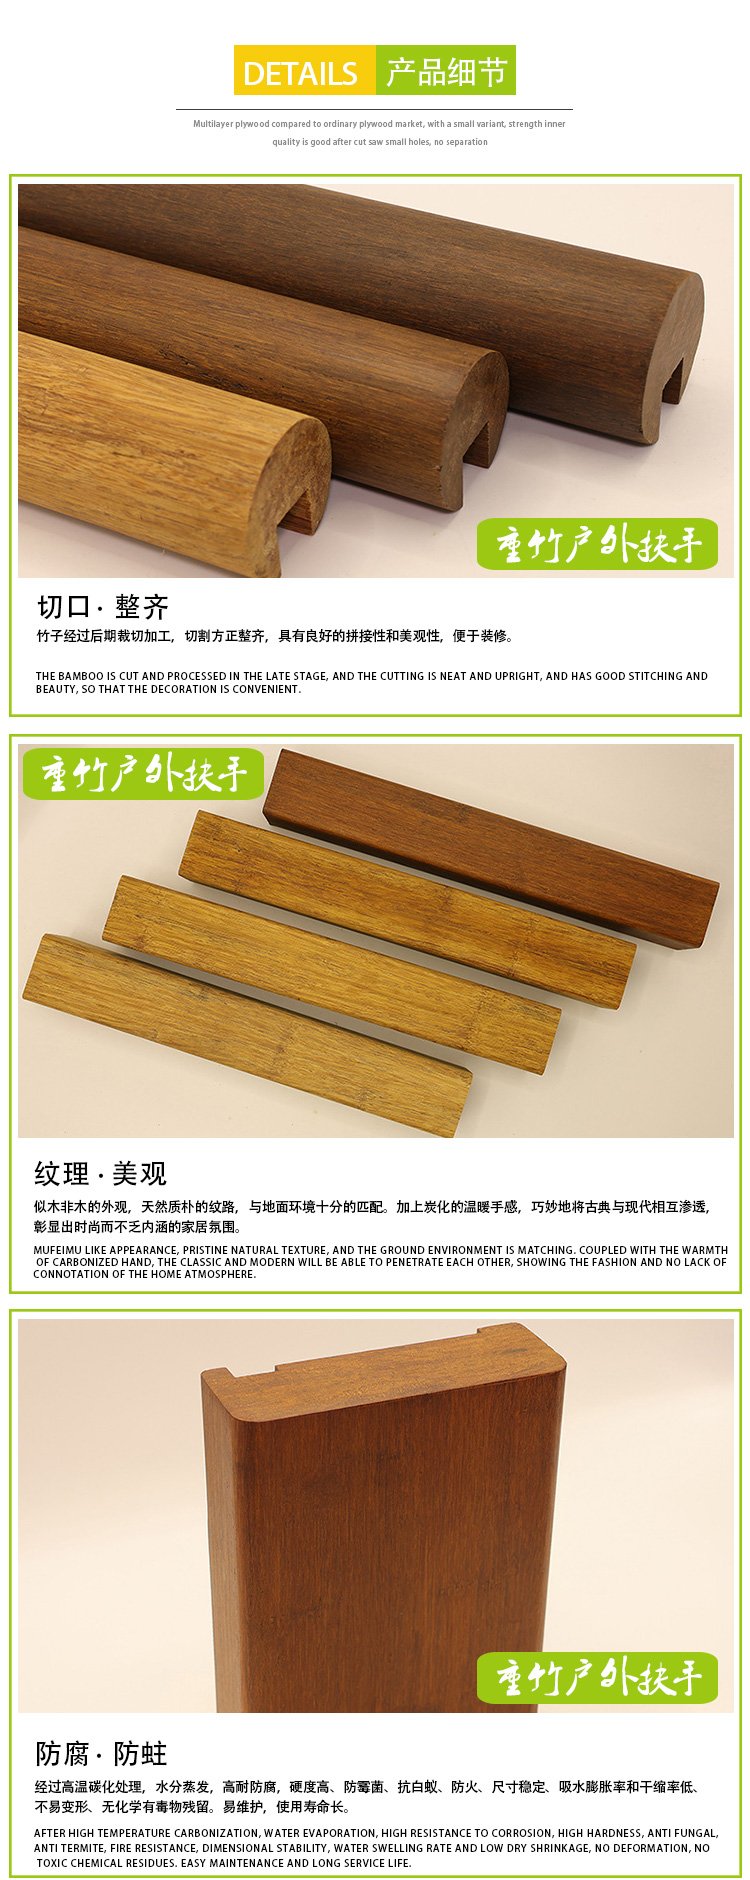 DETAILS 产品细节
Multilayer plywood compared to ordinary plywood market, with a small variant, strength inner
quality is good after cut saw small holes, no separation
重竹户外扶手
切口·整齐
竹子经过后期裁切加工，切割方正整齐，具有良好的拼接性和美观性，便于装修。
THE BAMBOO IS CUT AND PROCESSED IN THE LATE STAGE, AND THE CUTTING IS NEAT AND UPRIGHT, AND HAS GOOD STITCHING AND
BEAUTY, SO THAT THE DECORATION IS CONVENIENT.
重竹户外扶手
纹理·美观
似木非木的外观，天然质朴的纹路，与地面环境十分的匹配。加上炭化的温暖手感，巧妙地将古典与现代相互渗透，
彰显出时尚而不乏内涵的家居氛围。
MUFEIMU LIKE APPEARANCE, PRISTINE NATURAL TEXTURE, AND THE GROUND ENVIRONMENT IS MATCHING. COUPLED WITH THE WARMTH
OF CARBONIZED HAND, THE CLASSIC AND MODERN WILL BE ABLE TO PENETRATE EACH OTHER, SHOWING THE FASHION AND NO LACK OF
CONNOTATION OF THE HOME ATMOSPHERE.
重竹户外扶手
防腐·防蛀
经过高温碳化处理，水分蒸发，高耐防腐，硬度高、防霉菌、抗白蚁、防火、尺寸稳定、吸水膨胀率和干缩率低、
不易变形、无化学有毒物残留。易维护，使用寿命长。
AFTER HIGH TEMPERATURE CARBONIZATION, WATER EVAPORATION, HIGH RESISTANCE TO CORROSION, HIGH HARDNESS, ANTI FUNGAL,
ANTI TERMITE, FIRE RESISTANCE, DIMENSIONAL STABILITY, WATER SWELLING RATE AND LOW DRY SHRINKAGE, NO DEFORMATION, NO
TOXIC CHEMICAL RESIDUES. EASY MAINTENANCE AND LONG SERVICE LIFE.